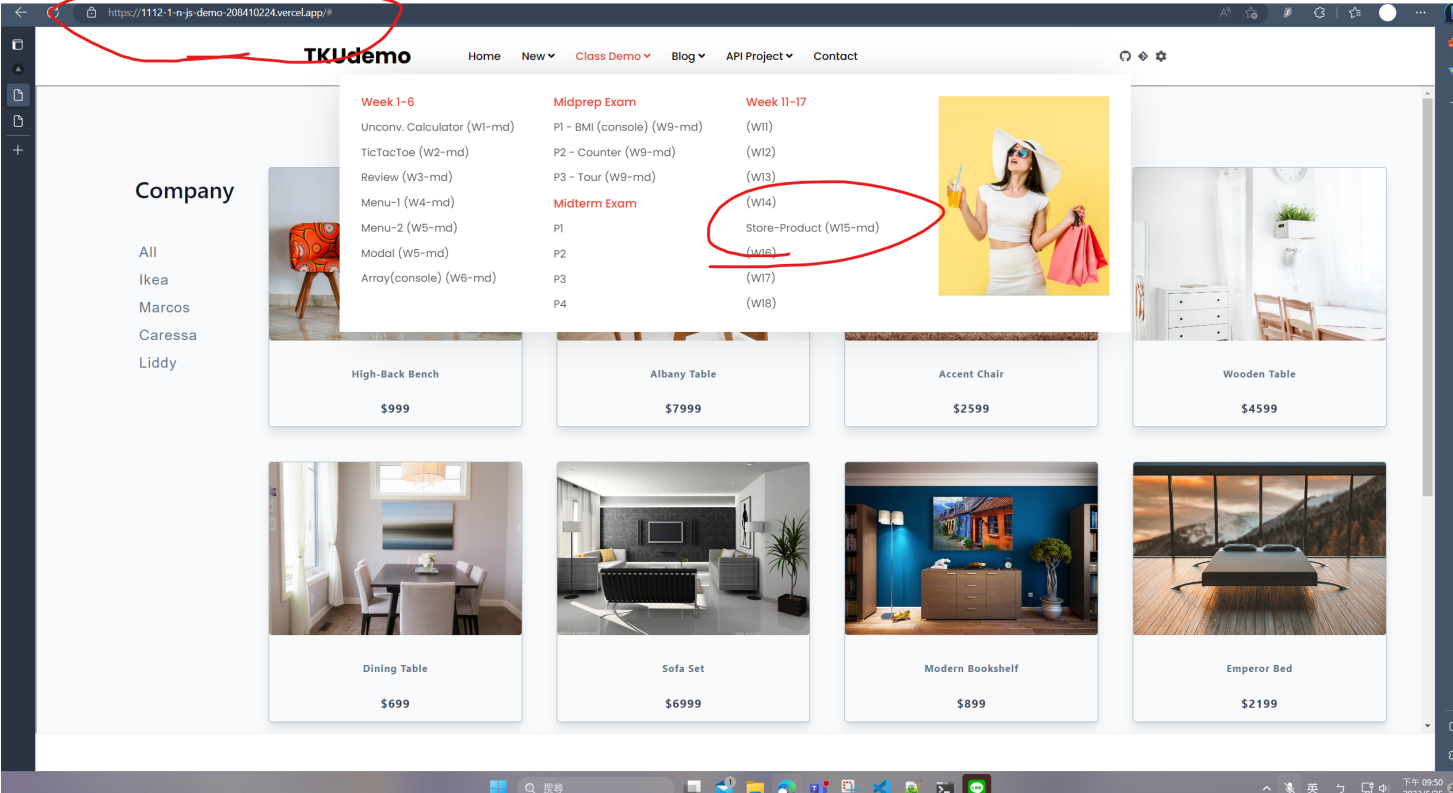 https://1112-1-n-js-demo-208410224.vercel.app/#
TKUdemo
Home New Class Demo Blog API Project Contact
Week 1-6
Unconv. Calculator (W1-md)
TicTacToe (W2-md)
Review (W3-md)
Menu-1 (W4-md)
Menu-2 (W5-md)
Modal (W5-md)
Array(console) (W6-md)
Midprep Exam
P1 - BMI (console) (W9-md)
P2 - Counter (W9-md)
P3 - Tour (W9-md)
Midterm Exam
P1
P2
P3
P4
Week 11-17
(W11)
(W12)
(W13)
(W14)
Store-Product (W15-md)
(W16)
(W17)
(W18)
Company
All
Ikea
Marcos
Caressa
Liddy
High-Back Bench
$999
Albany Table
$7999
Accent Chair
$2599
Wooden Table
$4599
Dining Table
$699
Sofa Set
$6999
Modern Bookshelf
$899
Emperor Bed
$2199
搜尋
英
下午 09:50